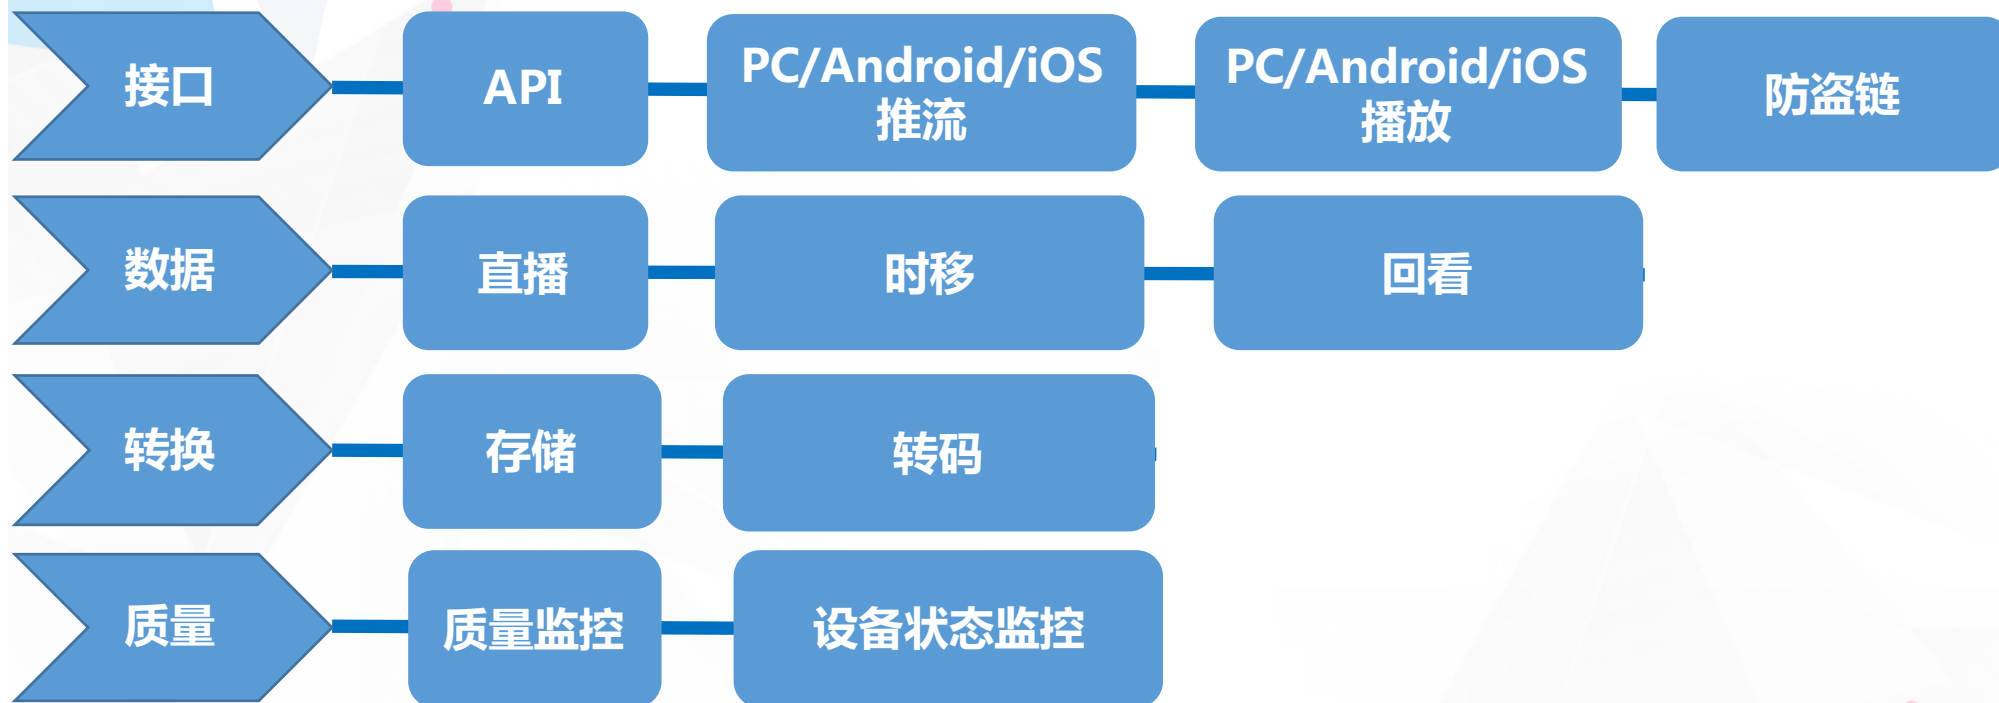 接口
API
PC/Android/iOS
推流
PC/Android/iOS
播放
防盗链
数据
直播
时移
回看
转换
存储
转码
质量
质量监控
设备状态监控